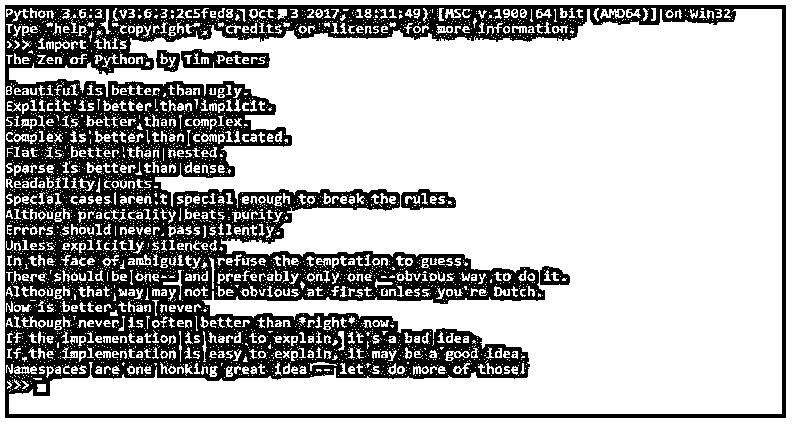 Python 3.6.3 (v3.6.3:2c5fed8, Oct  3 2017, 18:11:49) [MSC v.1900 64 bit (AMD64)] on win32
Type "help", "copyright", "credits" or "license" for more information.
>>> import this
The Zen of Python, by Tim Peters

Beautiful is better than ugly.
Explicit is better than implicit.
Simple is better than complex.
Complex is better than complicated.
Flat is better than nested.
Sparse is better than dense.
Readability counts.
Special cases aren't special enough to break the rules.
Although practicality beats purity.
Errors should never pass silently.
Unless explicitly silenced.
In the face of ambiguity, refuse the temptation to guess.
There should be one-- and preferably only one --obvious way to do it.
Although that way may not be obvious at first unless you're Dutch.
Now is better than never.
Although never is often better than *right* now.
If the implementation is hard to explain, it's a bad idea.
If the implementation is easy to explain, it may be a good idea.
Namespaces are one honking great idea -- let's do more of those!
>>>